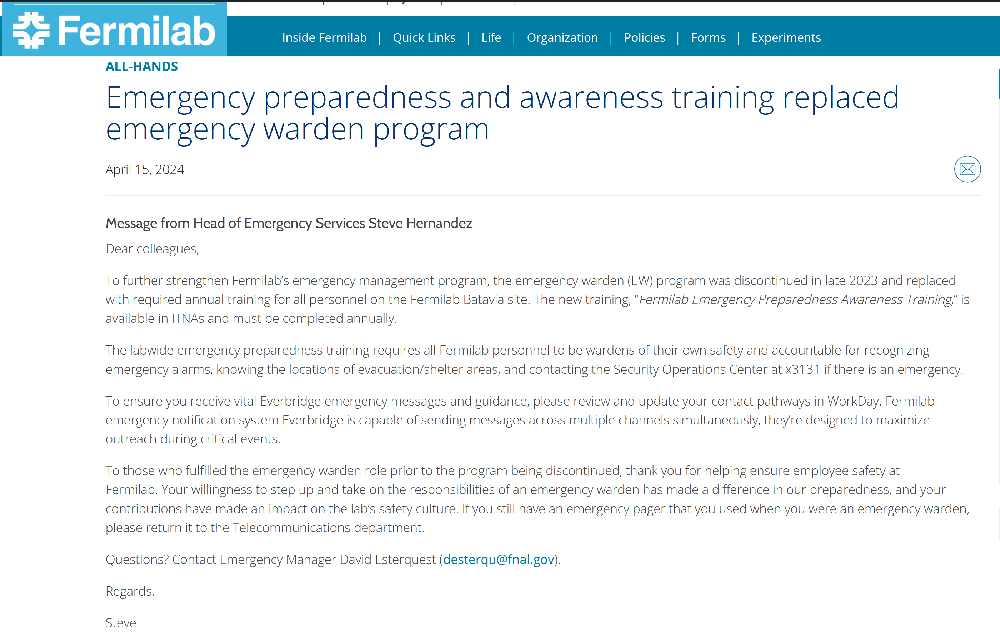 Fermilab
Inside Fermilab | Quick Links | Life | Organization | Policies | Forms | Experiments
ALL-HANDS
Emergency preparedness and awareness training replaced
emergency warden program
April 15, 2024
Message from Head of Emergency Services Steve Hernandez
Dear colleagues,
To further strengthen Fermilab’s emergency management program, the emergency warden (EW) program was discontinued in late 2023 and replaced
with required annual training for all personnel on the Fermilab Batavia site. The new training, “Fermilab Emergency Preparedness Awareness Training,” is
available in ITNAs and must be completed annually.
The labwide emergency preparedness training requires all Fermilab personnel to be wardens of their own safety and accountable for recognizing
emergency alarms, knowing the locations of evacuation/shelter areas, and contacting the Security Operations Center at x3131 if there is an emergency.
To ensure you receive vital Everbridge emergency messages and guidance, please review and update your contact pathways in WorkDay. Fermilab
emergency notification system Everbridge is capable of sending messages across multiple channels simultaneously, they’re designed to maximize
outreach during critical events.
To those who fulfilled the emergency warden role prior to the program being discontinued, thank you for helping ensure employee safety at
Fermilab. Your willingness to step up and take on the responsibilities of an emergency warden has made a difference in our preparedness, and your
contributions have made an impact on the lab’s safety culture. If you still have an emergency pager that you used when you were an emergency warden,
please return it to the Telecommunications department.
Questions? Contact Emergency Manager David Esterquest (desterqu@fnal.gov).
Regards,
Steve